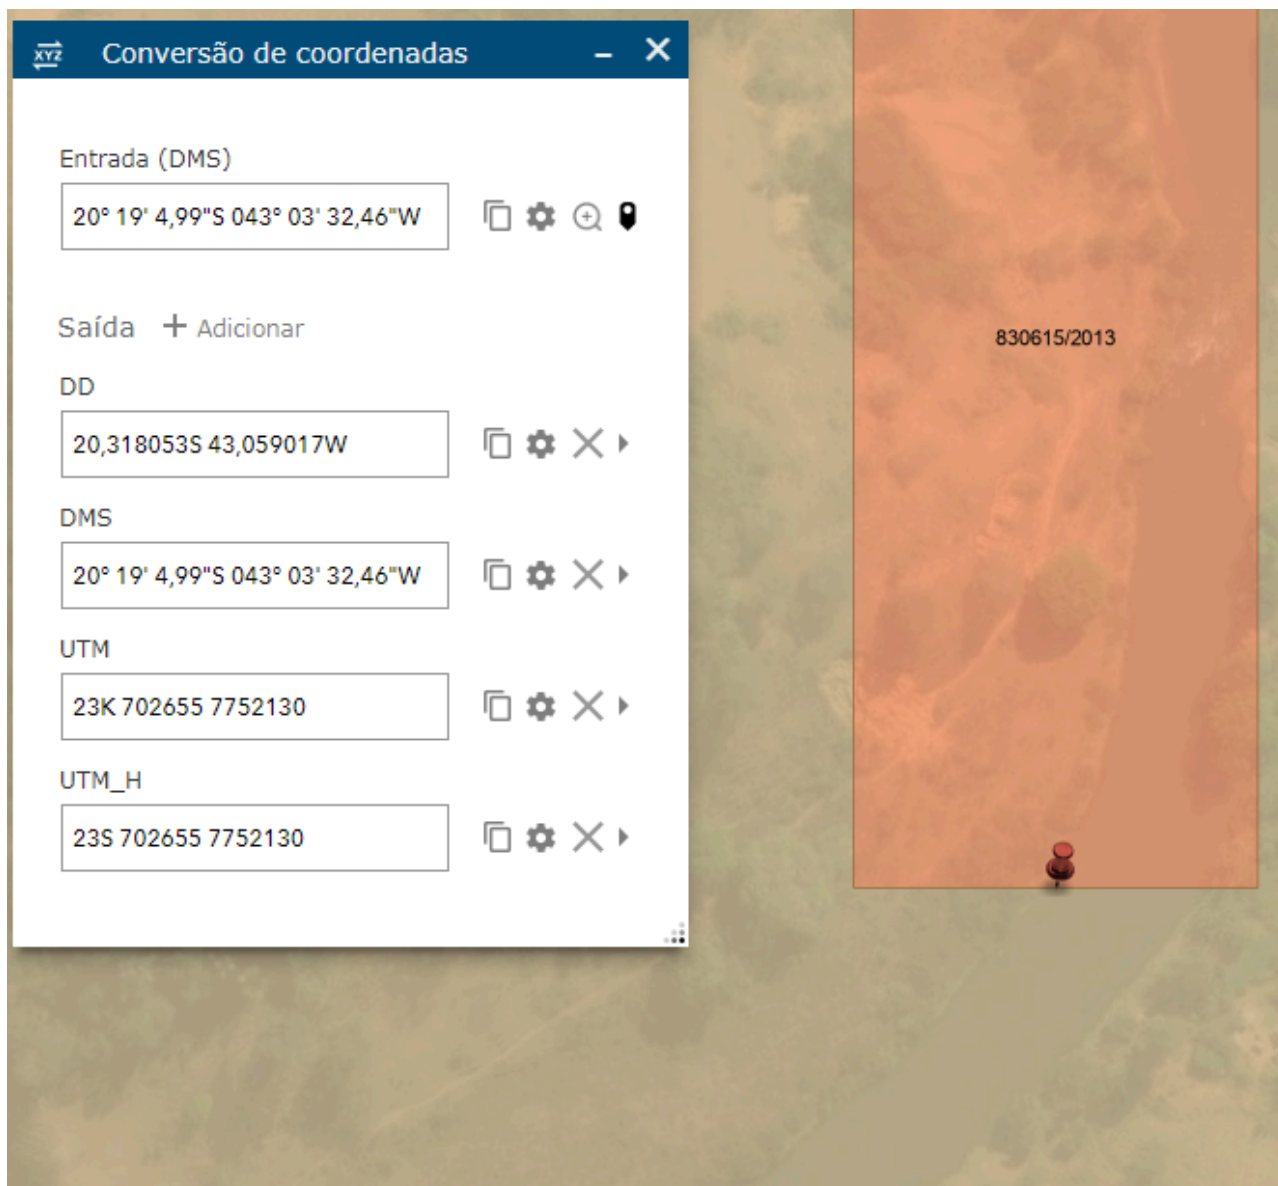 XYZ Conversão de coordenadas
Entrada (DMS)
20° 19' 4,99"S 043° 03' 32,46"W
Saída + Adicionar
DD
20,318053S 43,059017W
DMS
20° 19' 4,99"S 043° 03' 32,46"W
UTM
23K 702655 7752130
UTM_H
23S 702655 7752130
830615/2013